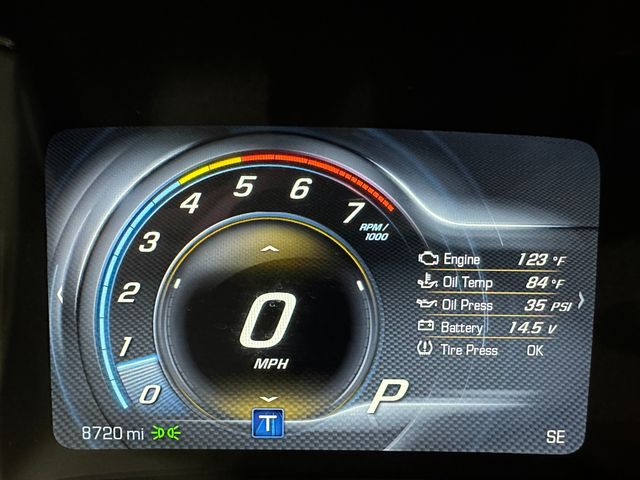 0
1
2
3
4
5
6
7
RPM/
1000
0
MPH
Engine 123 °F
Oil Temp 84 °F
Oil Press 35 PSI
Battery 14.5 V
Tire Press OK
P
T
8720 mi
SE